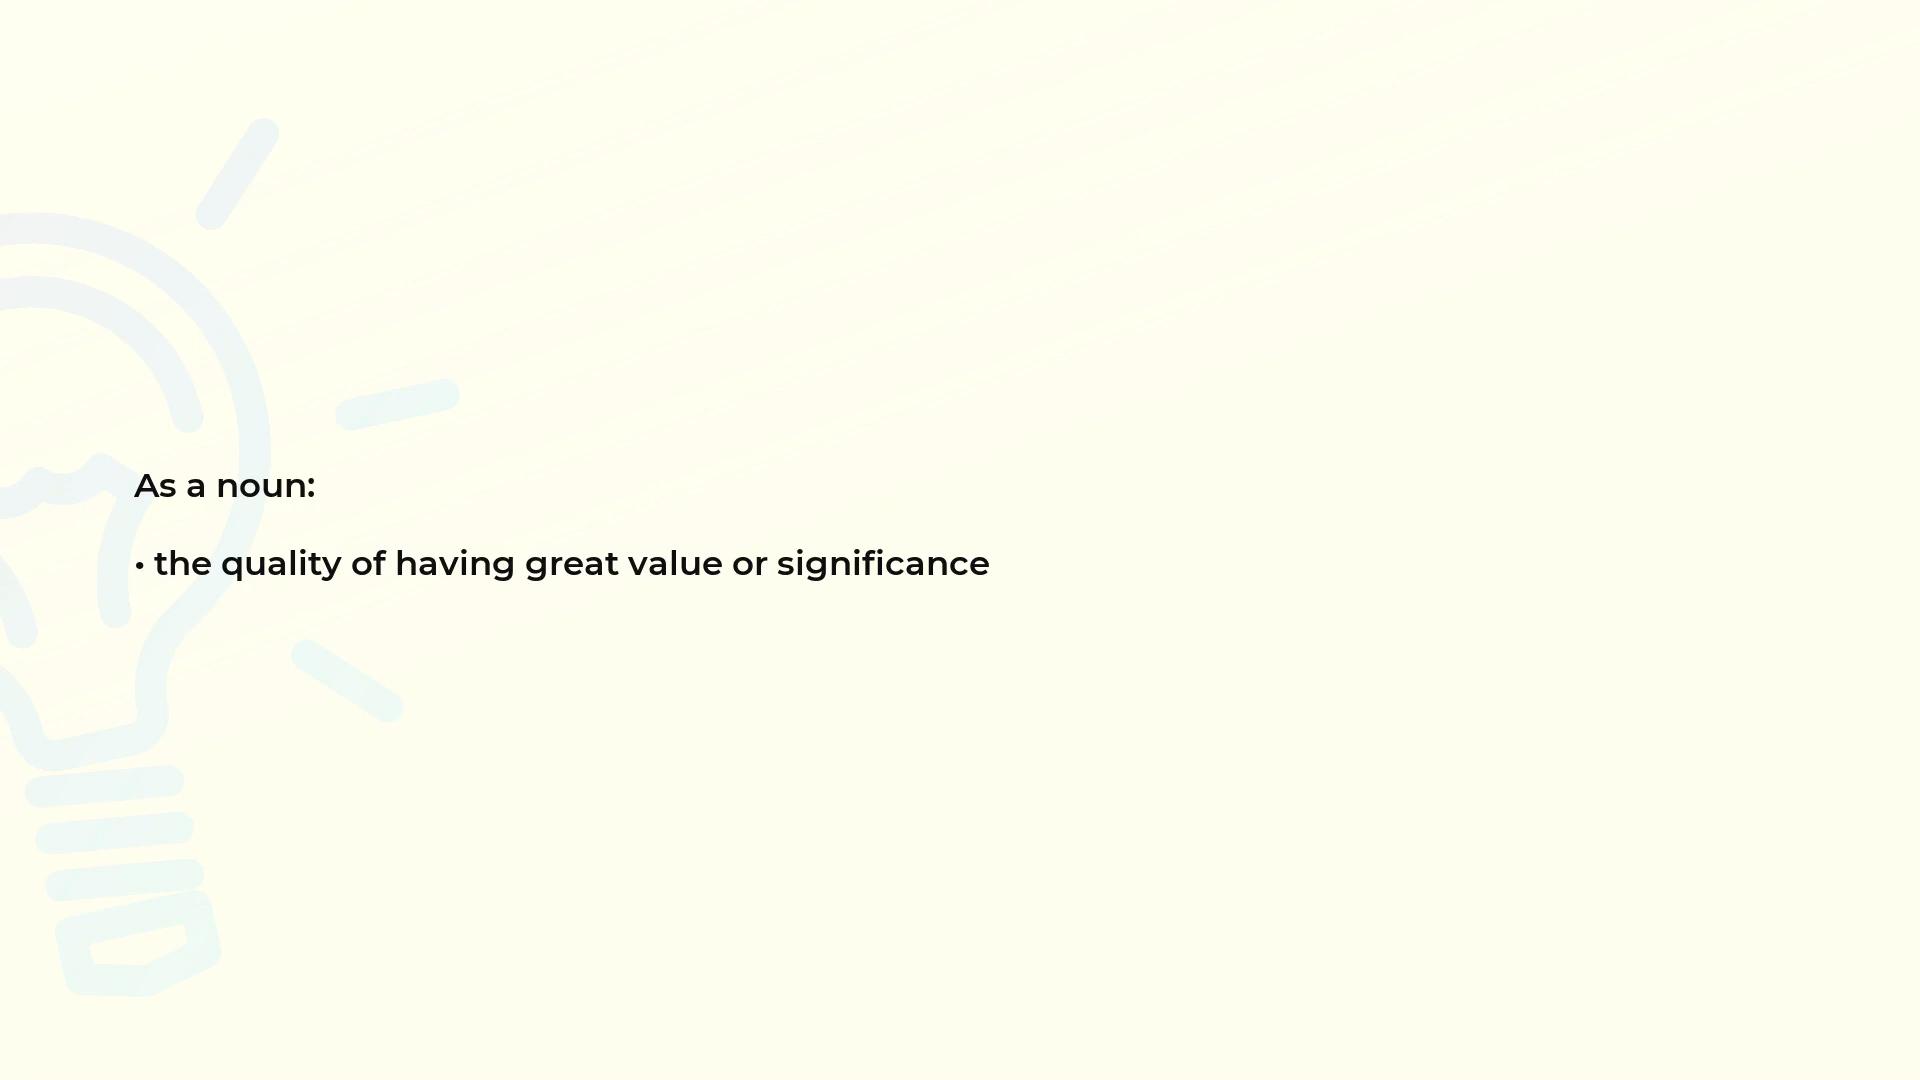 As a noun:
• the quality of having great value or significance